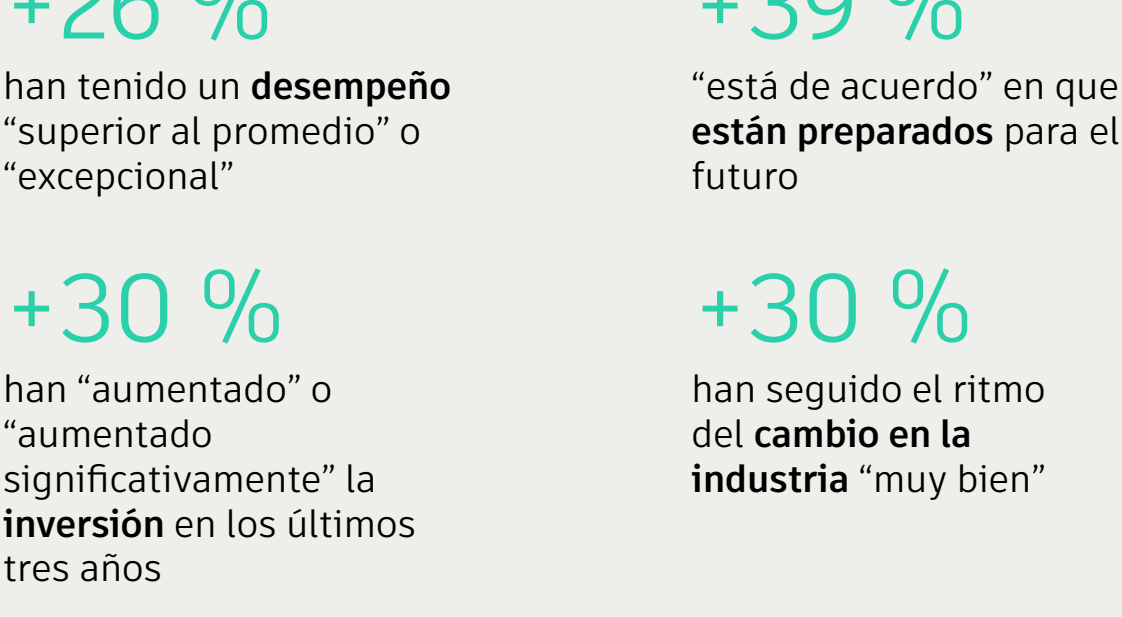 +26 %
han tenido un desempeño
“superior al promedio” o
“excepcional”
+39 %
“está de acuerdo” en que
están preparados para el
futuro
+30 %
han “aumentado” o
“aumentado
significativamente” la
inversión en los últimos
tres años
+30 %
han seguido el ritmo
del cambio en la
industria “muy bien”